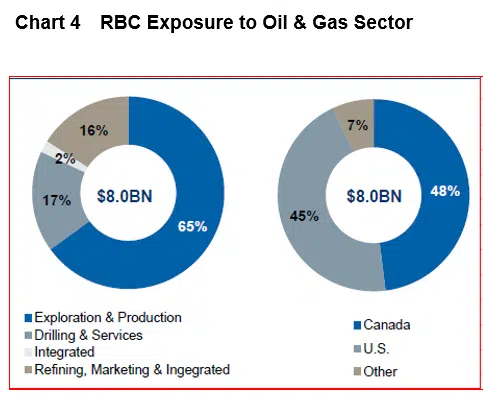 Chart 4 RBC Exposure to Oil & Gas Sector
16%
2%
17%
$8.0BN
65%
7%
45%
$8.0BN
48%
Exploration & Production
Drilling & Services
Integrated
Refining, Marketing & Ingegrated
Canada
U.S.
Other